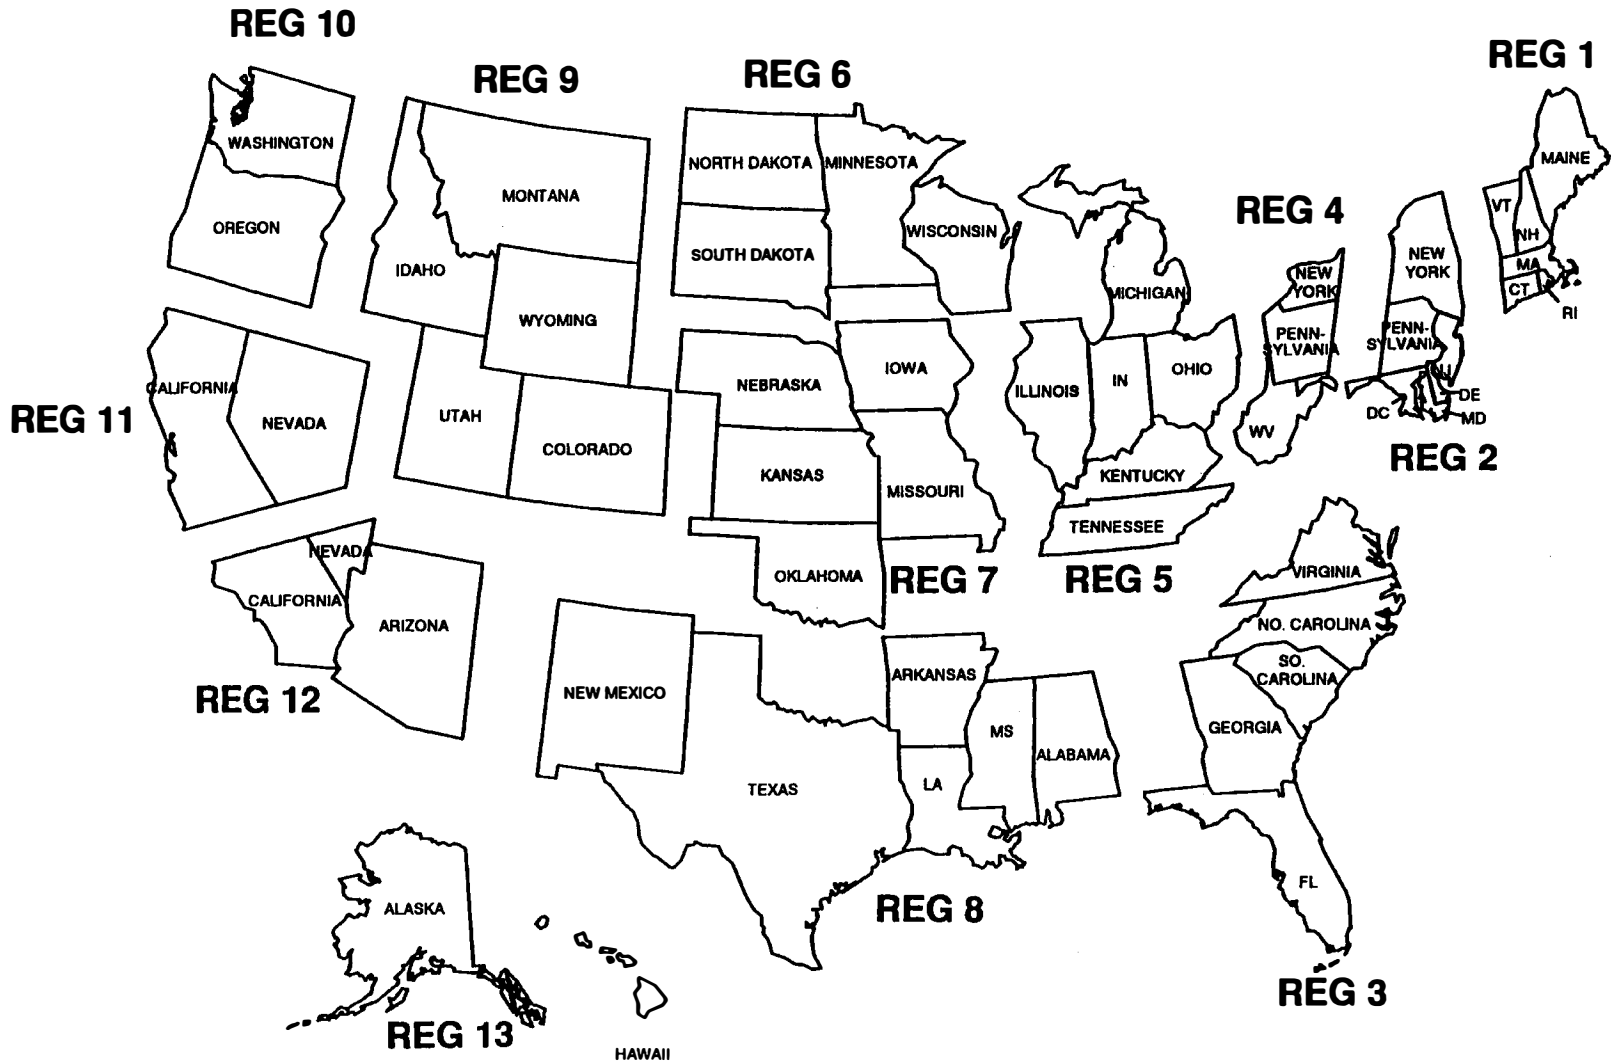 REG 10
REG 9
REG 6
REG 1
WASHINGTON
OREGON
MONTANA
IDAHO
WYOMING
NORTH DAKOTA
MINNESOTA
SOUTH DAKOTA
WISCONSIN
MICHIGAN
REG 4
NEW
YORK
PENN-
SYLVANIA
NEW
YORK
PENN-
SYLVANIA
MAINE
VT
NH
MA
CT
RI
NJ
DE
MD
DC
REG 2
REG 11
CALIFORNIA
NEVADA
UTAH
COLORADO
NEBRASKA
IOWA
KANSAS
MISSOURI
ILLINOIS
IN
OHIO
WV
KENTUCKY
TENNESSEE
OKLAHOMA
REG 7
REG 5
VIRGINIA
NO. CAROLINA
SO.
CAROLINA
GEORGIA
NEVADA
CALIFORNIA
ARIZONA
REG 12
NEW MEXICO
ARKANSAS
MS
ALABAMA
TEXAS
LA
FL
REG 8
REG 3
ALASKA
REG 13
HAWAII